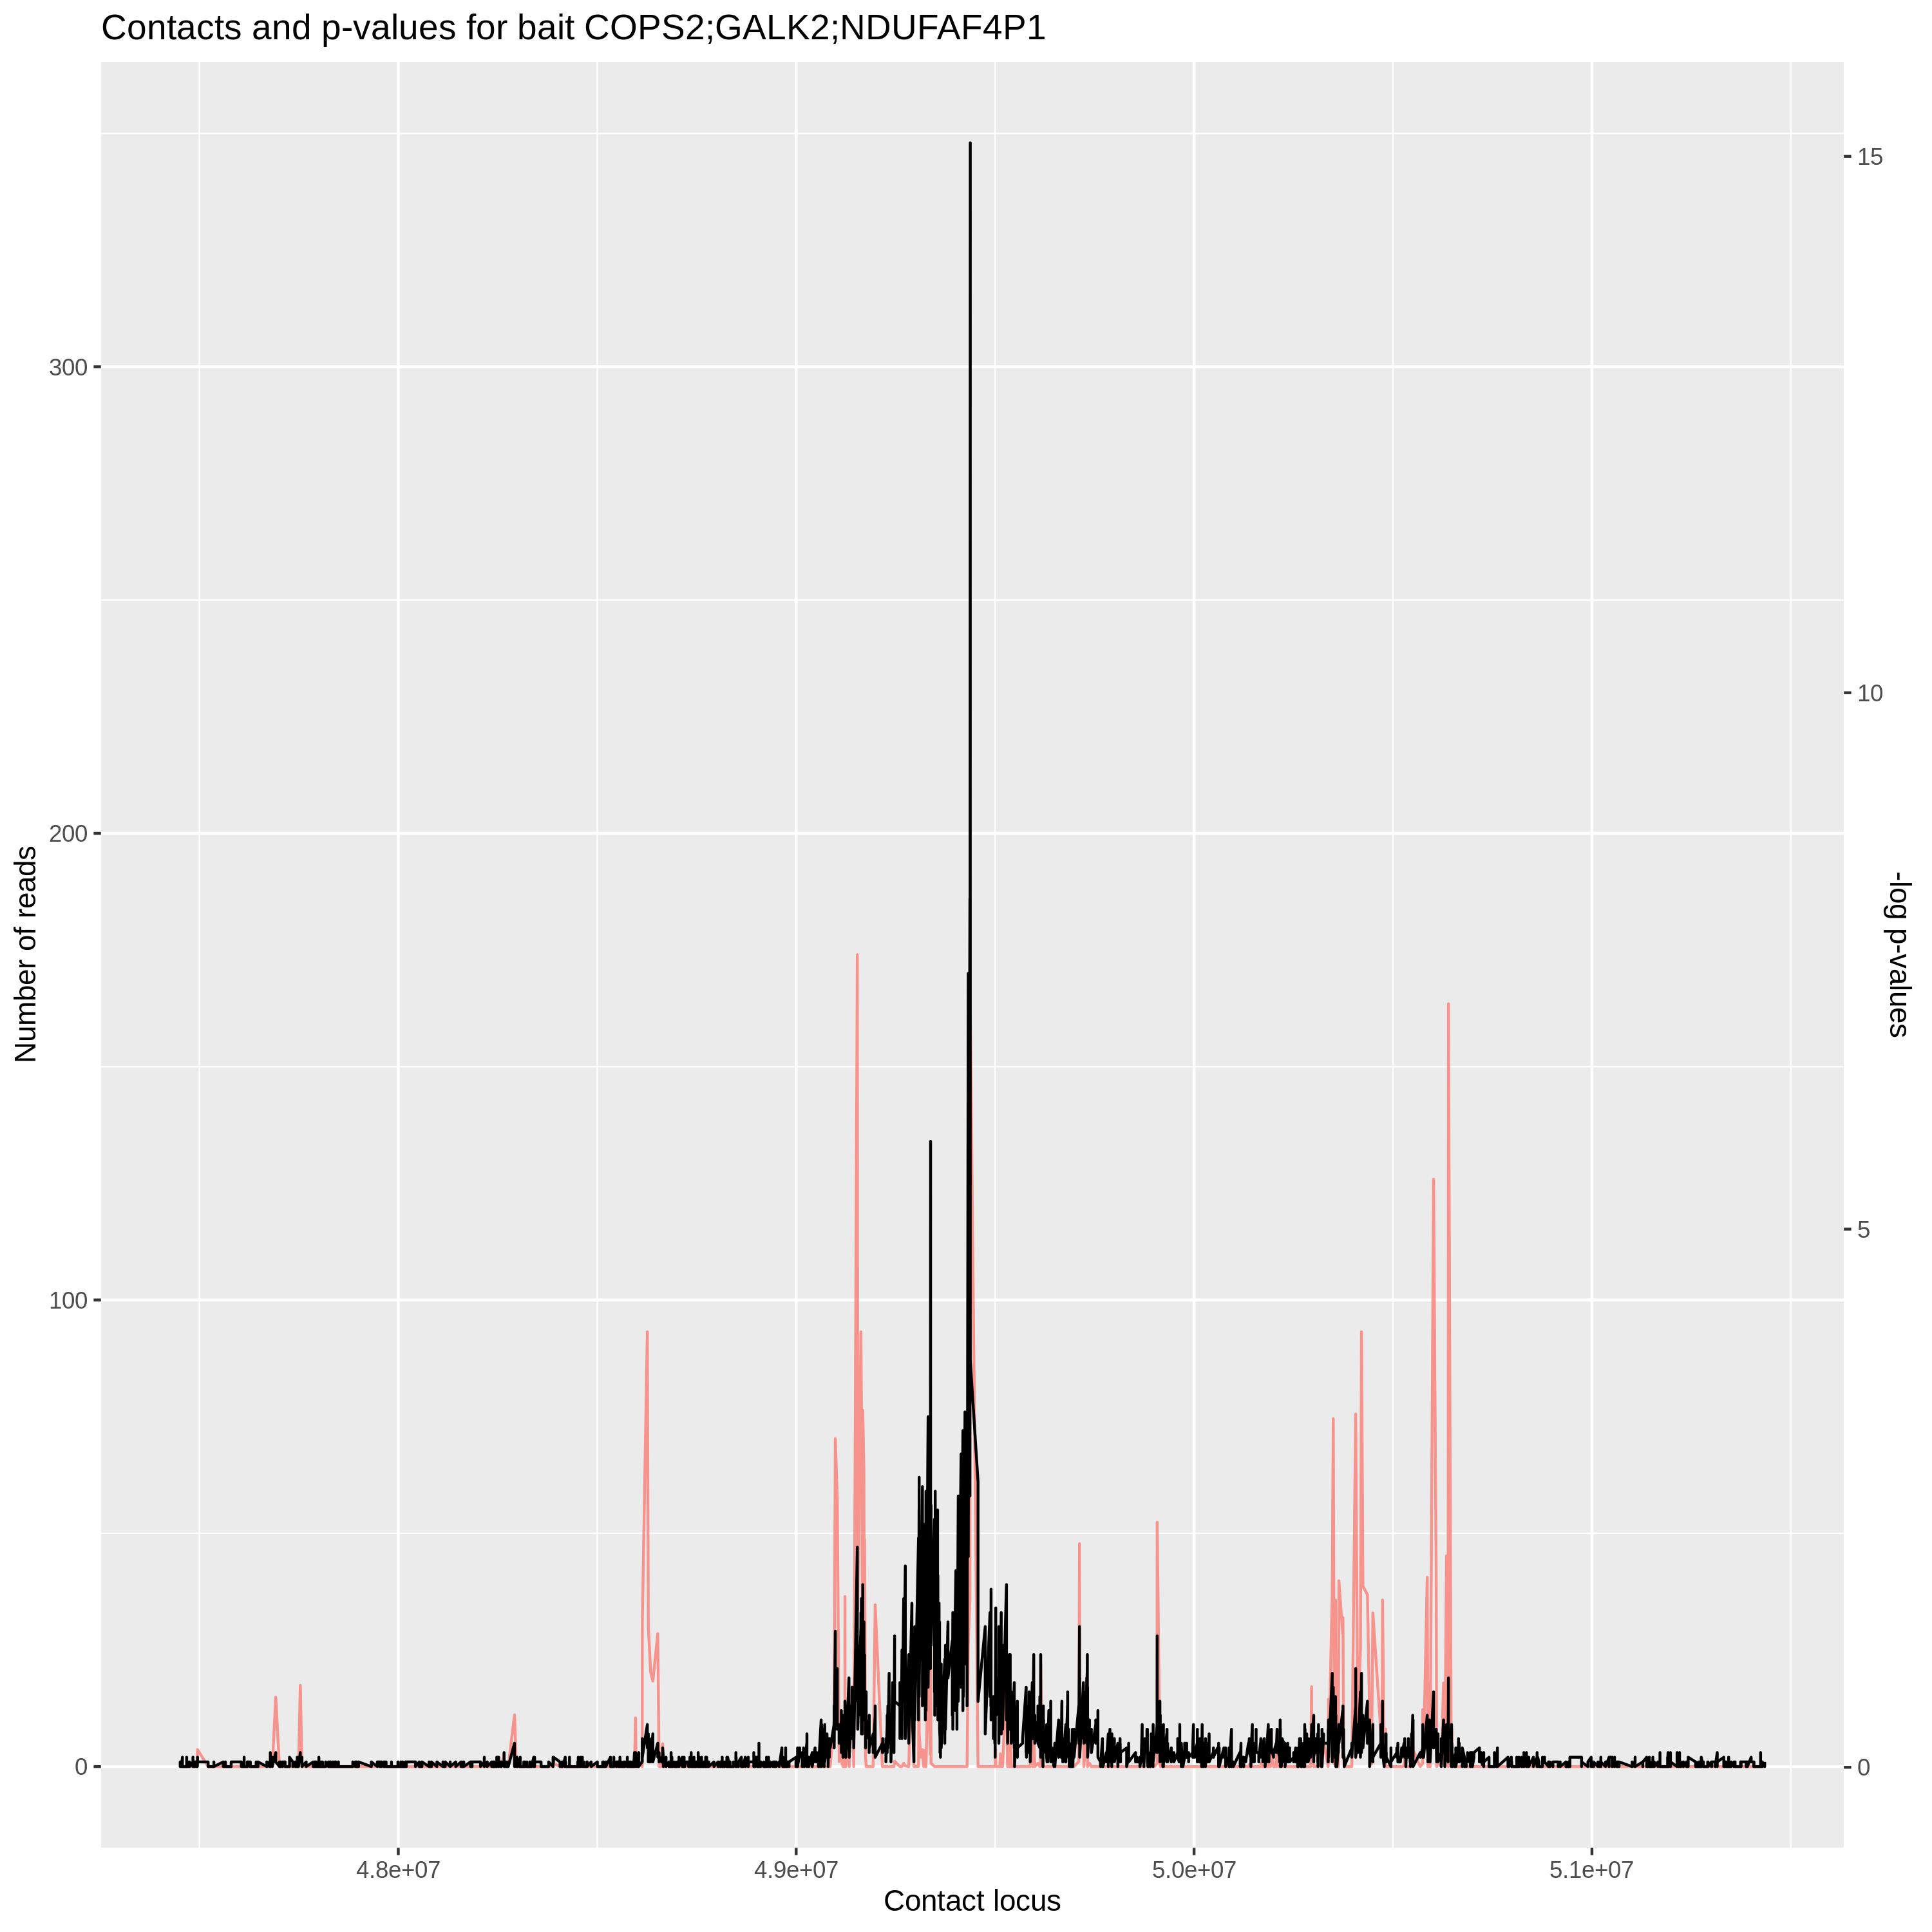 Contacts and p-values for bait COPS2;GALK2;NDUFAF4P1
Number of reads
300
200
100
0
15
10
5
0
-log p-values
4.8e+07
4.9e+07
5.0e+07
5.1e+07
Contact locus